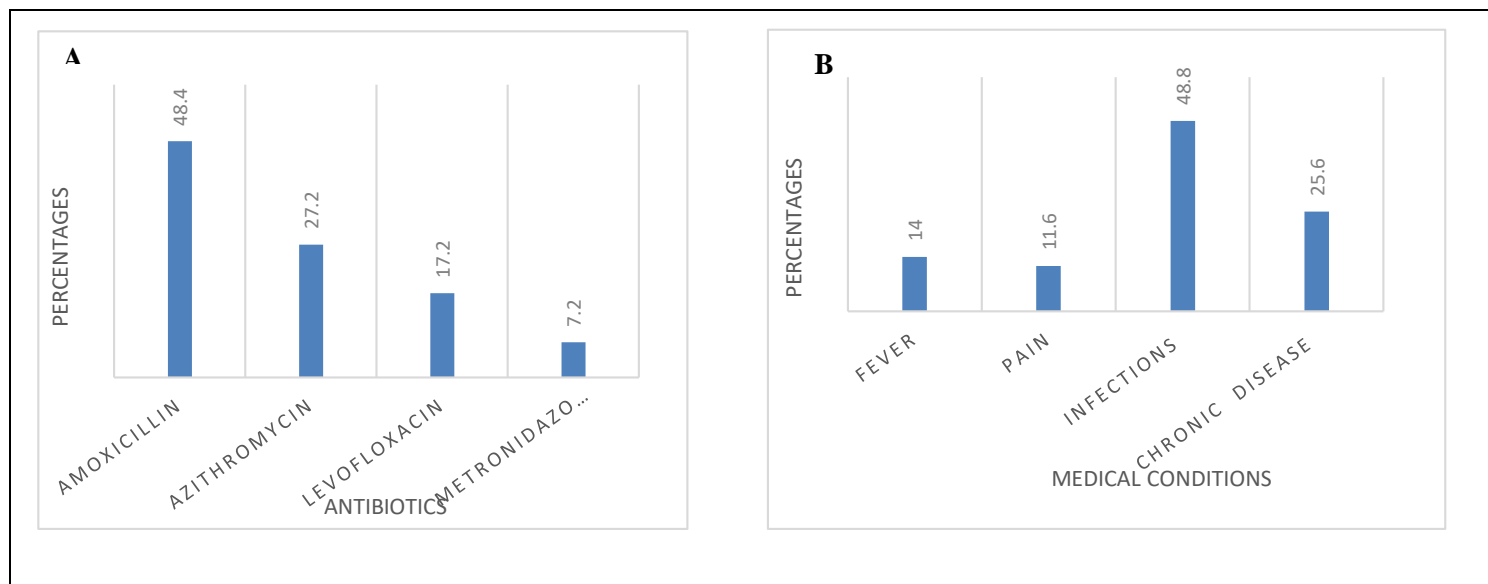 A
48.4
27.2
17.2
7.2
PERCENTAGES
AMOXICILLIN
AZITHROMYCIN
LEVOFLOXACIN
METRONIDAZO...
ANTIBIOTICS
B
14
11.6
48.8
25.6
PERCENTAGES
FEVER
PAIN
INFECTIONS
CHRONIC DISEASE
MEDICAL CONDITIONS